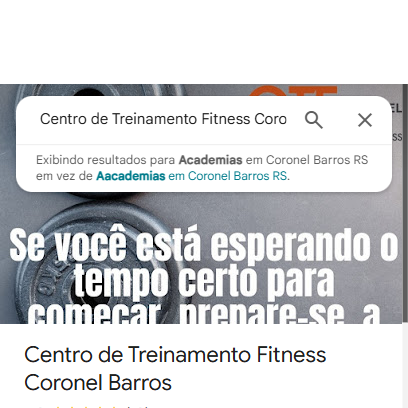 Centro de Treinamento Fitness Coro
Exibindo resultados para Academias em Coronel Barros RS
em vez de Aacademias em Coronel Barros RS.
Se você está esperando o
tempo certo para
começar, prepare-se, a
Centro de Treinamento Fitness
Coronel Barros